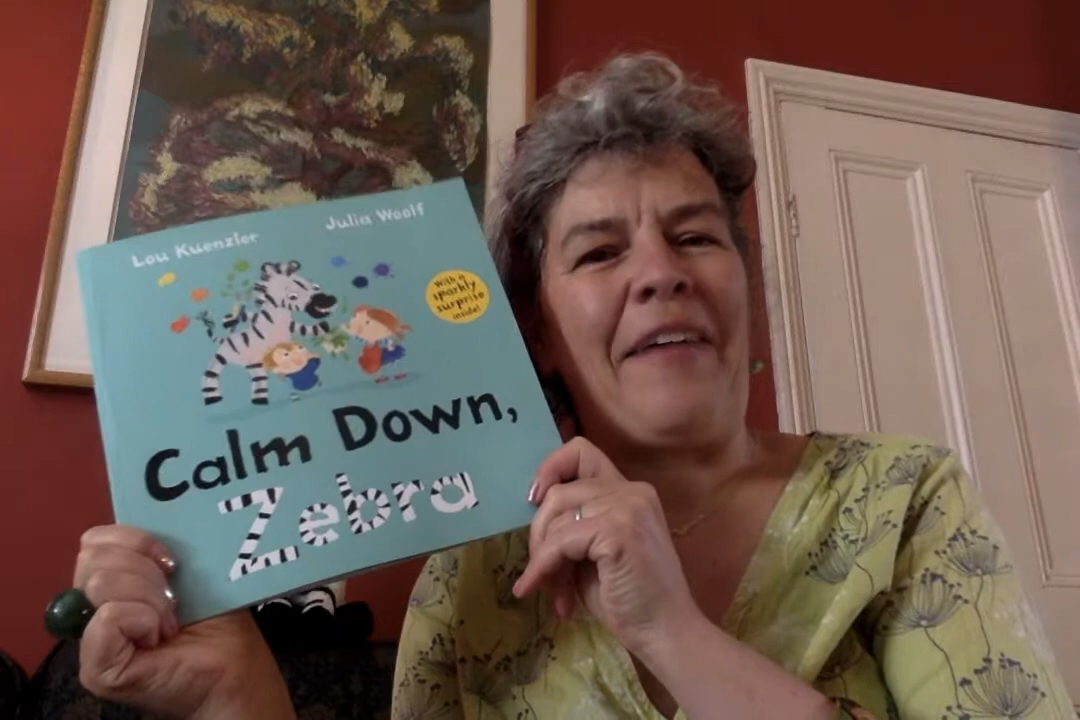 Lou Kuenzler
Julia Woolf
With a
sparkly
surprise
inside!
Calm Down,
Zebra